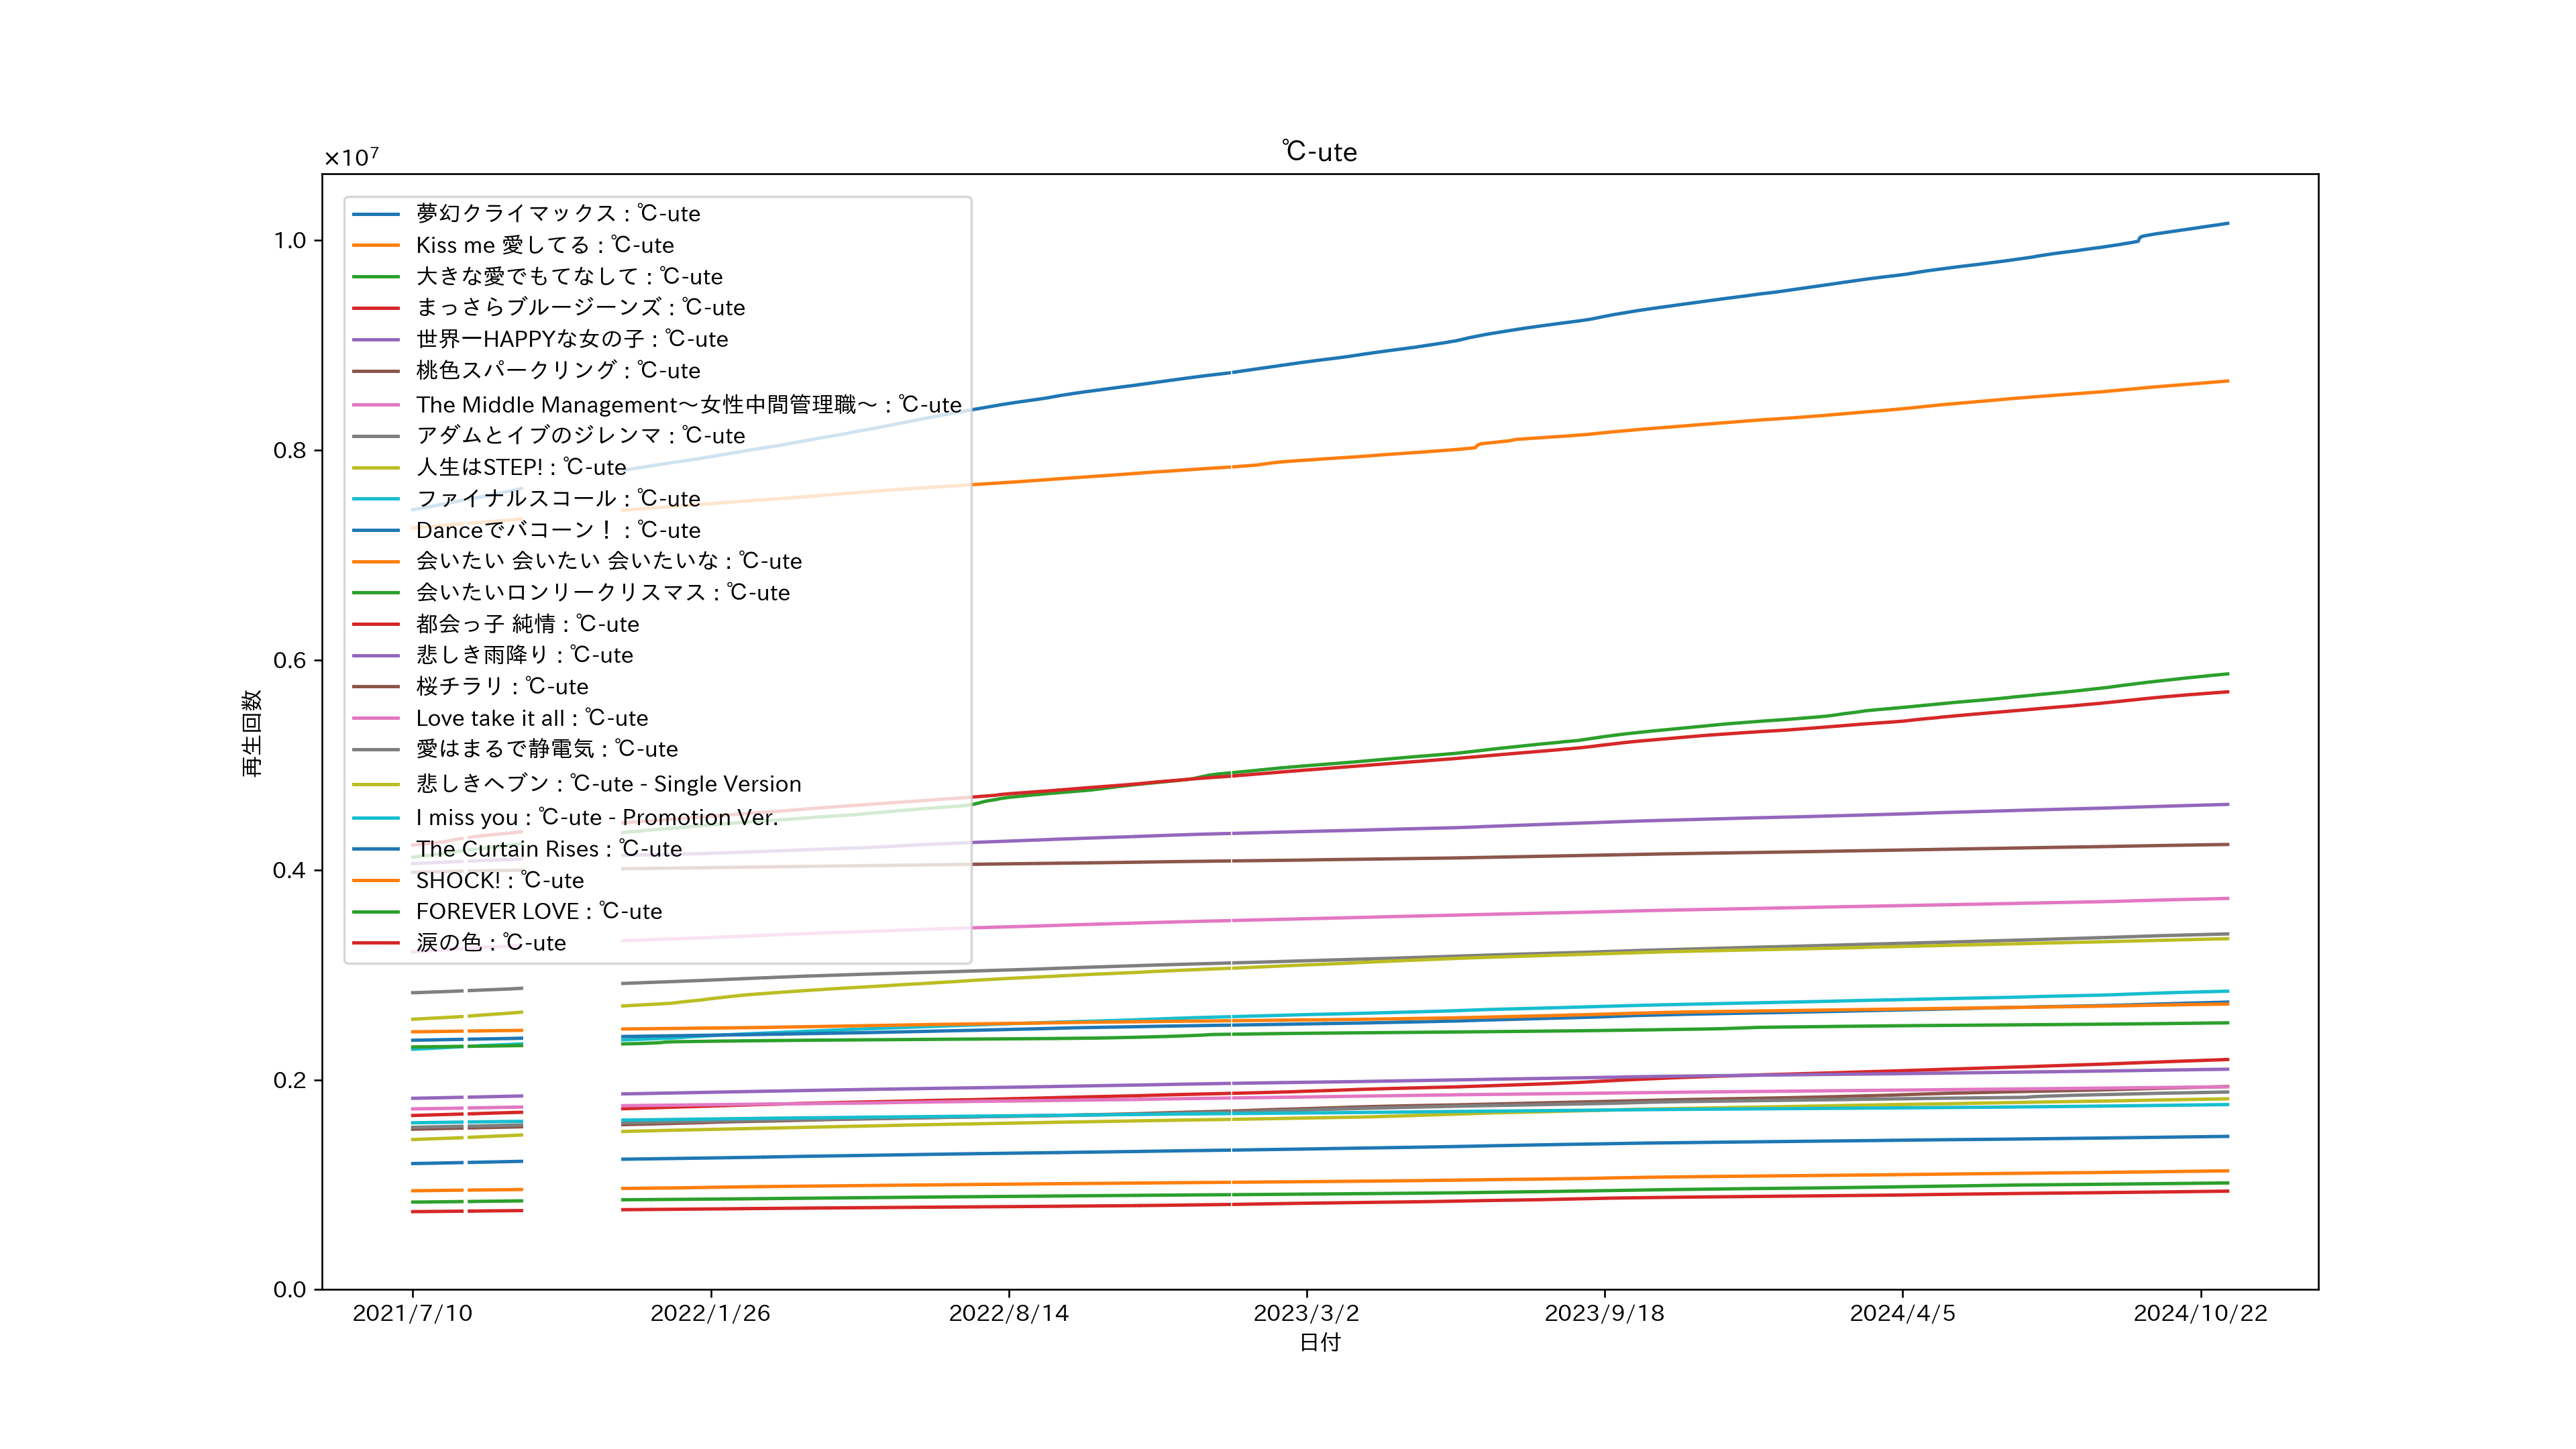 ℃-ute
×10⁷
夢幻クライマックス : ℃-ute
Kiss me 愛してる : ℃-ute
大きな愛でもてなして : ℃-ute
まっさらブルージーンズ : ℃-ute
世界一HAPPYな女の子 : ℃-ute
桃色スパークリング : ℃-ute
The Middle Management〜女性中間管理職〜 : ℃-ute
アダムとイブのジレンマ : ℃-ute
人生はSTEP! : ℃-ute
ファイナルスコール : ℃-ute
Danceでバコーン！ : ℃-ute
会いたい 会いたい 会いたいな : ℃-ute
会いたいロンリークリスマス : ℃-ute
都会っ子 純情 : ℃-ute
悲しき雨降り : ℃-ute
桜チラリ : ℃-ute
Love take it all : ℃-ute
愛はまるで静電気 : ℃-ute
悲しきヘブン : ℃-ute - Single Version
I miss you : ℃-ute - Promotion Ver.
The Curtain Rises : ℃-ute
SHOCK! : ℃-ute
FOREVER LOVE : ℃-ute
涙の色 : ℃-ute
1.0
0.8
0.6
0.4
0.2
0.0
再生回数
2021/7/10
2022/1/26
2022/8/14
2023/3/2
2023/9/18
2024/4/5
2024/10/22
日付